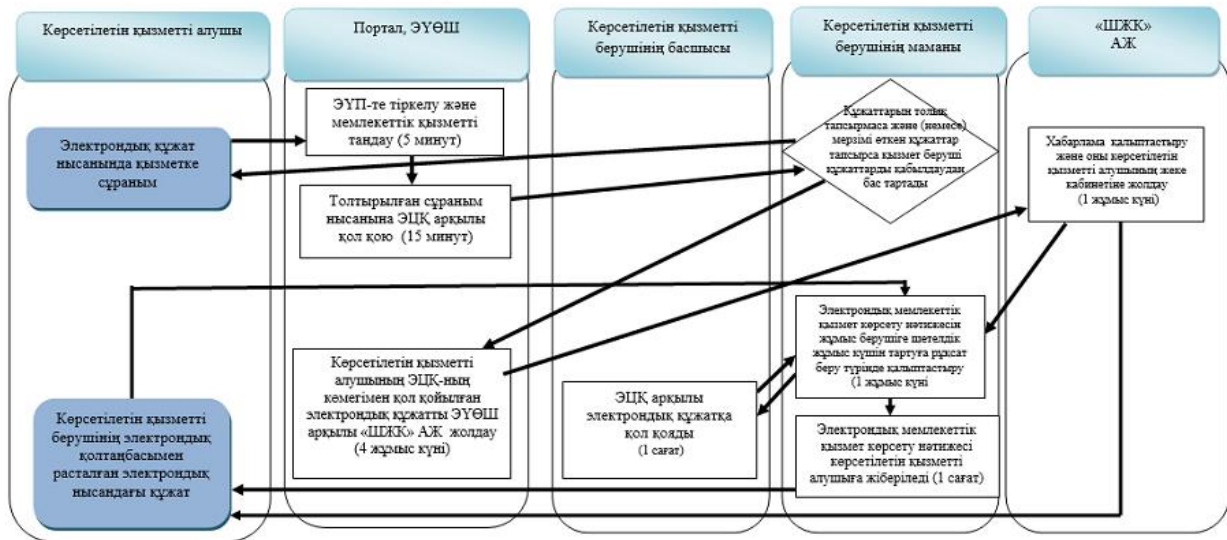 Көрсетілетін қызметті алушы
Портал, ЭҮӨШ
Көрсетілетін қызметті
берушінің басшысы
Көрсетілетін қызметті
берушінің маманы
«ШЖК»
АЖ
Электрондық құжат
нысанында қызметке
сұраным
ЭҮП-те тіркелу және
мемлекеттік қызметті
таңдау (5 минут)
Толтырылған сұраным
нысанына ЭЦҚ арқылы
қол қою (15 минут)
Құжаттарын толық
тапсырмаса және (немесе)
мерзімі өткен құжаттар
тапсырса қызмет беруші
құжаттарды қабылдаудан
бас тартады
Хабарлама қалыптастыру
және оны көрсетілетін
қызметті алушының жеке
кабинетіне жолдау
(1 жұмыс күні)
Көрсетілетін қызметті
алушының ЭЦҚ-ның
көмегімен қол қойылған
электрондық құжатты ЭҮӨШ
арқылы «ШЖК» АЖ жолдау
(4 жұмыс күні)
Электрондық мемлекеттік
қызмет көрсету нәтижесін
жұмыс берушіге шетелдік
жұмыс күшін тартуға рұқсат
беру түрінде қалыптастыру
(1 жұмыс күні
ЭЦҚ арқылы
электрондық құжатқа
қол қояды
(1 сағат)
Электрондық мемлекеттік
қызмет көрсету нәтижесі
көрсетілетін қызметті
алушыға жіберіледі (1 сағат)
Көрсетілетін қызметті
берушінің электрондық
қолтаңбасымен
расталған электрондық
нысандағы құжат